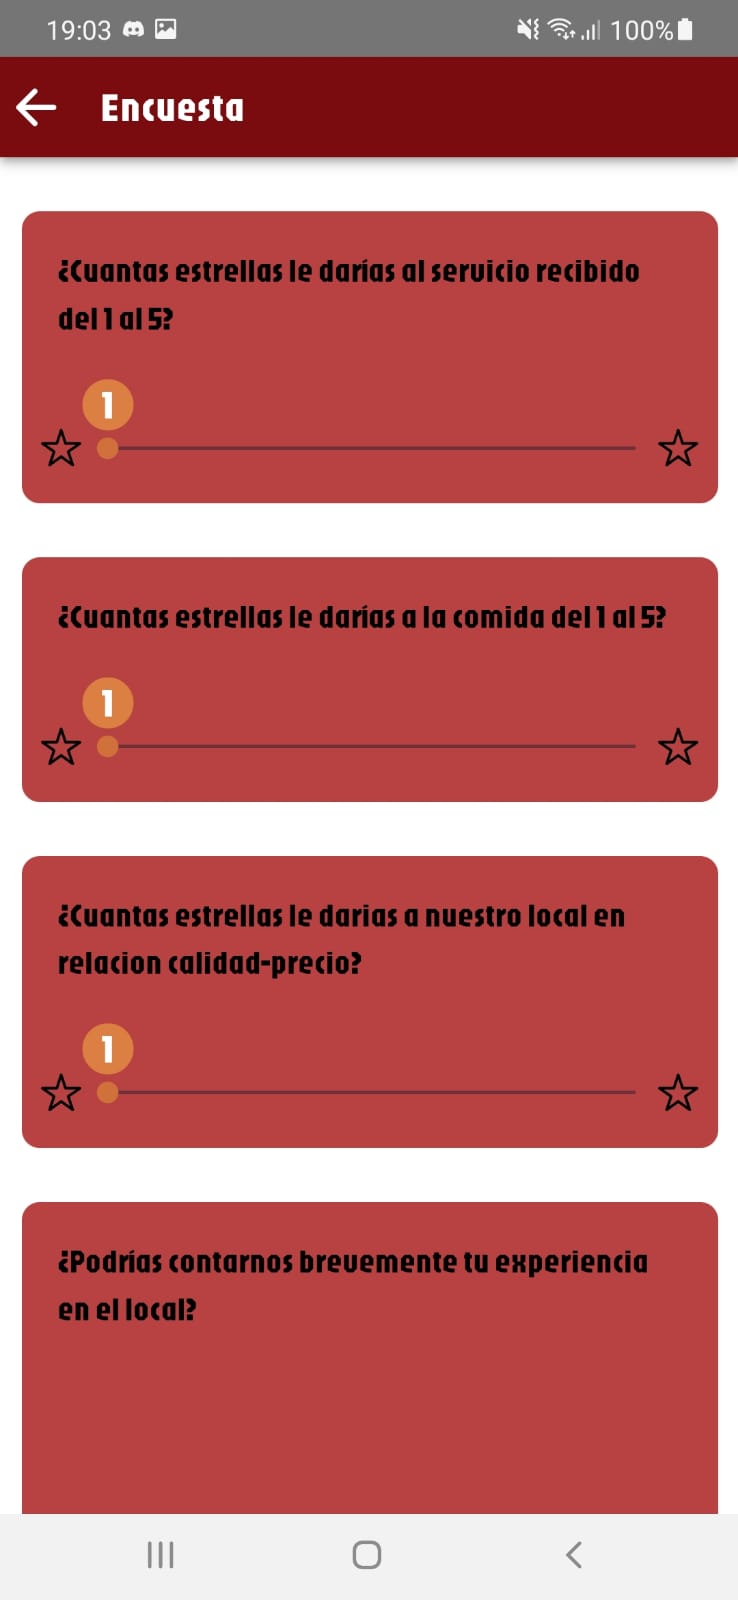 19:03
100%
Encuesta
¿Cuantas estrellas le darías al servicio recibido
del 1 al 5?
1
¿Cuantas estrellas le darías a la comida del 1 al 5?
1
¿Cuantas estrellas le darias a nuestro local en
relacion calidad-precio?
1
¿Podrías contarnos brevemente tu experiencia
en el local?